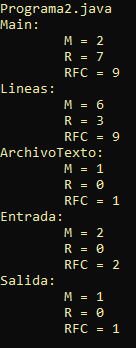 Programa2.java
Main:
M = 2
R = 7
RFC = 9
Lineas:
M = 6
R = 3
RFC = 9
ArchivoTexto:
M = 1
R = 0
RFC = 1
Entrada:
M = 2
R = 0
RFC = 2
Salida:
M = 1
R = 0
RFC = 1